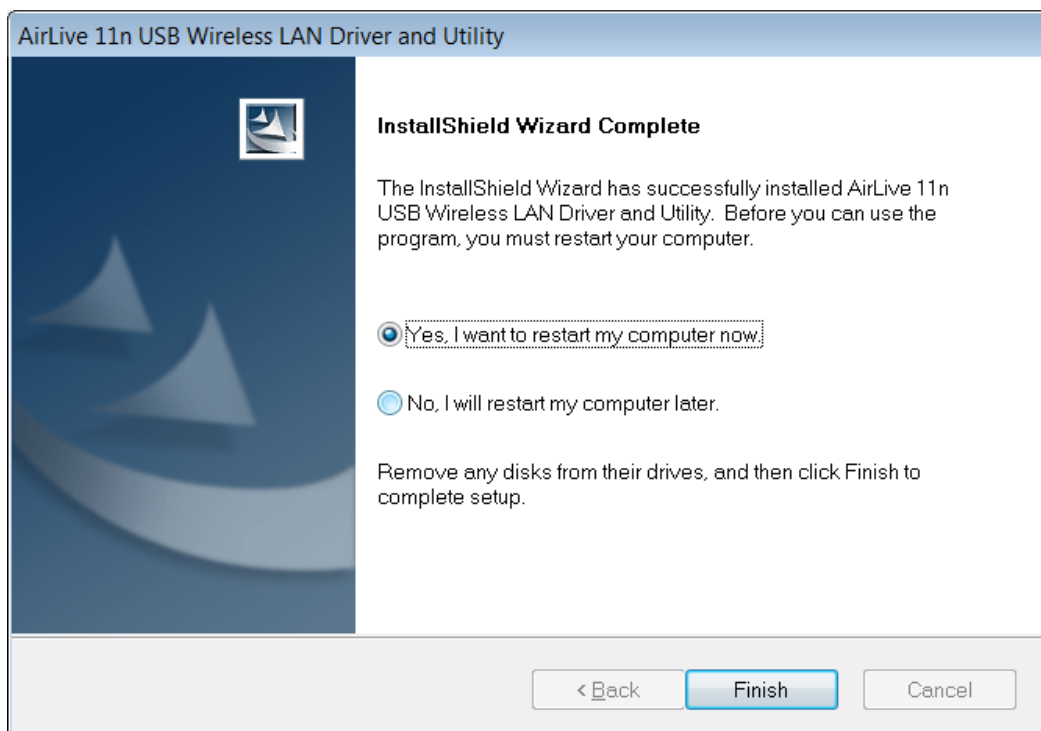 AirLive 11n USB Wireless LAN Driver and Utility
InstallShield Wizard Complete
The InstallShield Wizard has successfully installed AirLive 11n
USB Wireless LAN Driver and Utility.  Before you can use the
program, you must restart your computer.
Yes, I want to restart my computer now.
No, I will restart my computer later.
Remove any disks from their drives, and then click Finish to
complete setup.
< Back
Finish
Cancel